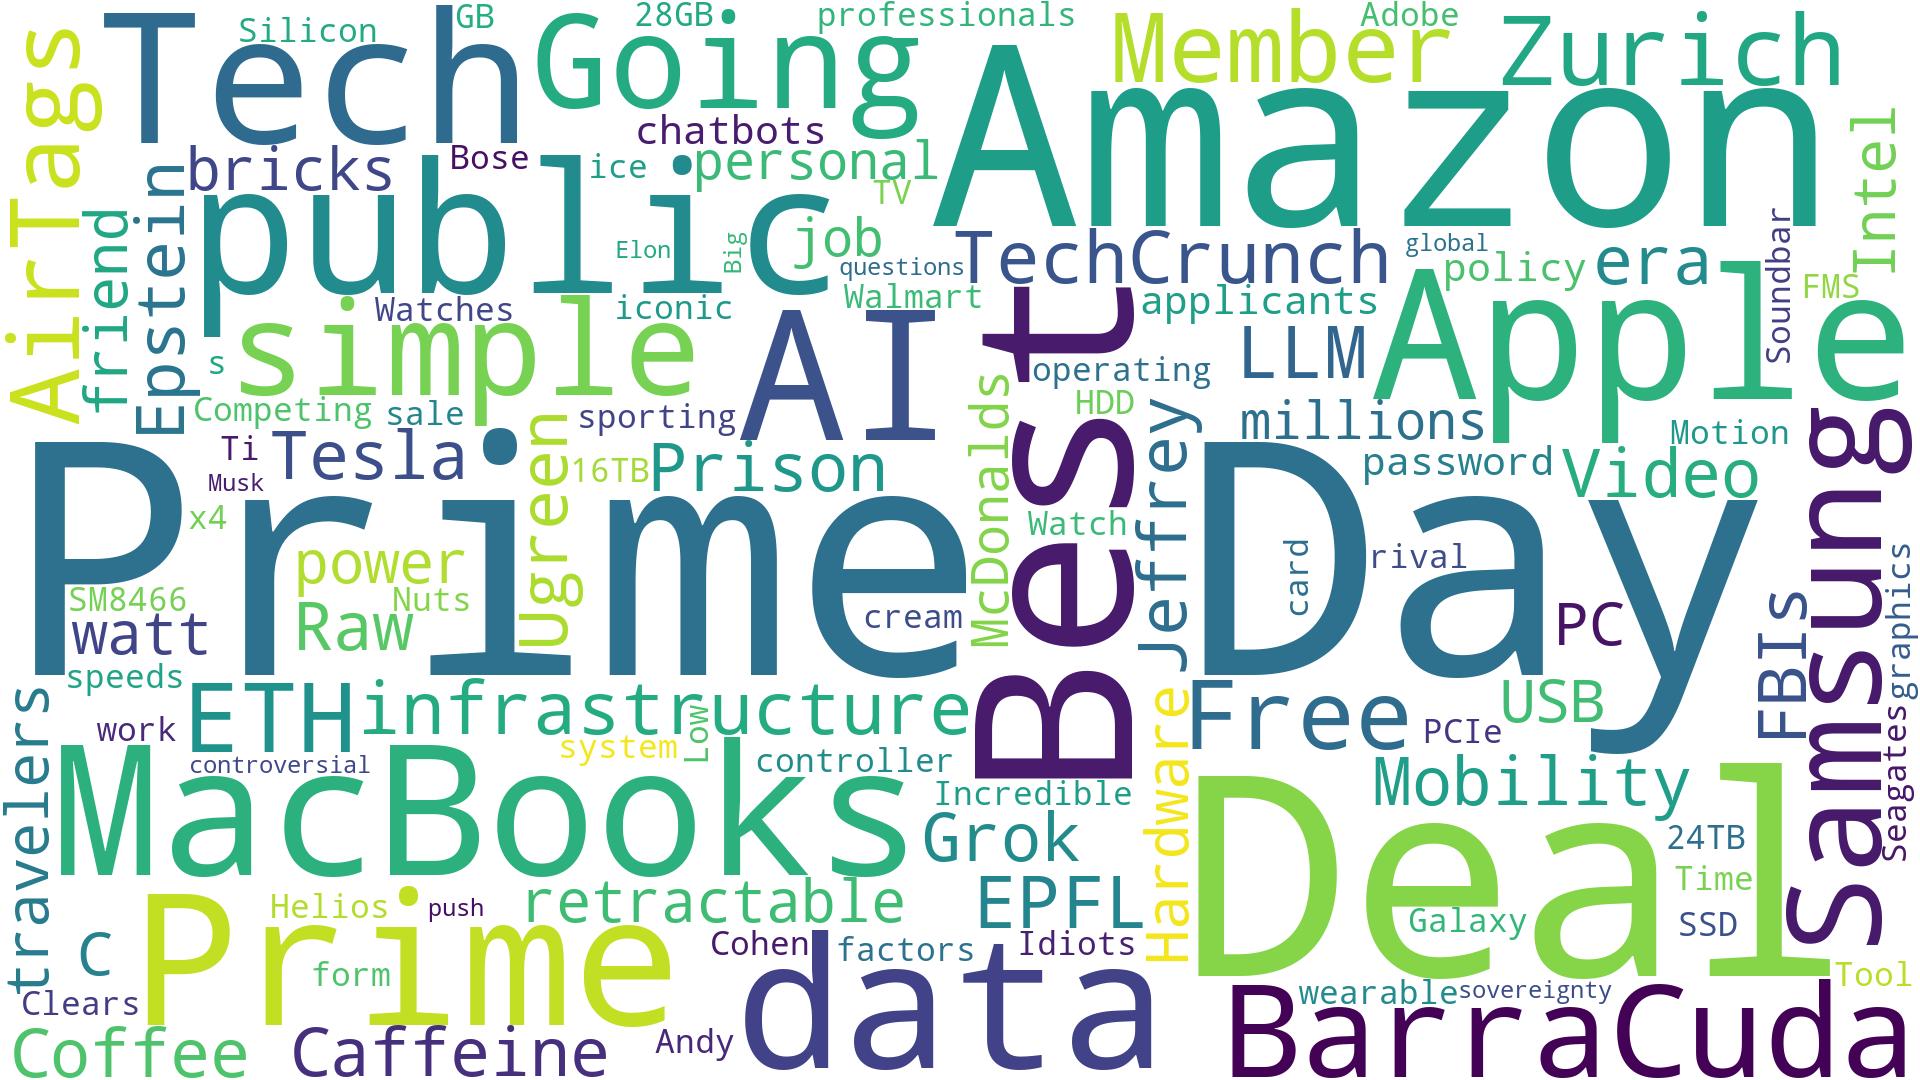 Tech
Silicon
GB
Going
28GB
professionals
Member
Adobe
Zurich
AirTags
Amazon
chatbots
bricks
Bose
ice
personal
TV
Intel
Epstein
friend
public
Elon
Big
job
questions
TechCrunch
global
policy
era
Soundbar
FMS
Watches
iconic
Walmart
applicants
s
simple
AI
Best
operating
LLM
Apple
Competing
sale
sporting
McDonalds
HDD
Jeffrey
millions
Motion
Ti
Tesla
Ugreen
16TB
Prison
password
Video
Samsung
Musk
x4
Prime
Watch
Day
card
rival
graphics
power
SM8466
Nuts
watt
Raw
cream
PC
FBIs
speeds
travelers
work
ETH
infrastructure
Low
Hardware
Free
PCIe
USB
Seagates
controversial
system
controller
MacBooks
Incredible
Mobility
Grok
Deal
24TB
Time
Helios
push
retractable
EPFL
Galaxy
SSD
C
Prime
form
Cohen
factors
Idiots
Tool
Clears
data
wearable
sovereignty
Coffee
Caffeine
Andy
BarraCuda